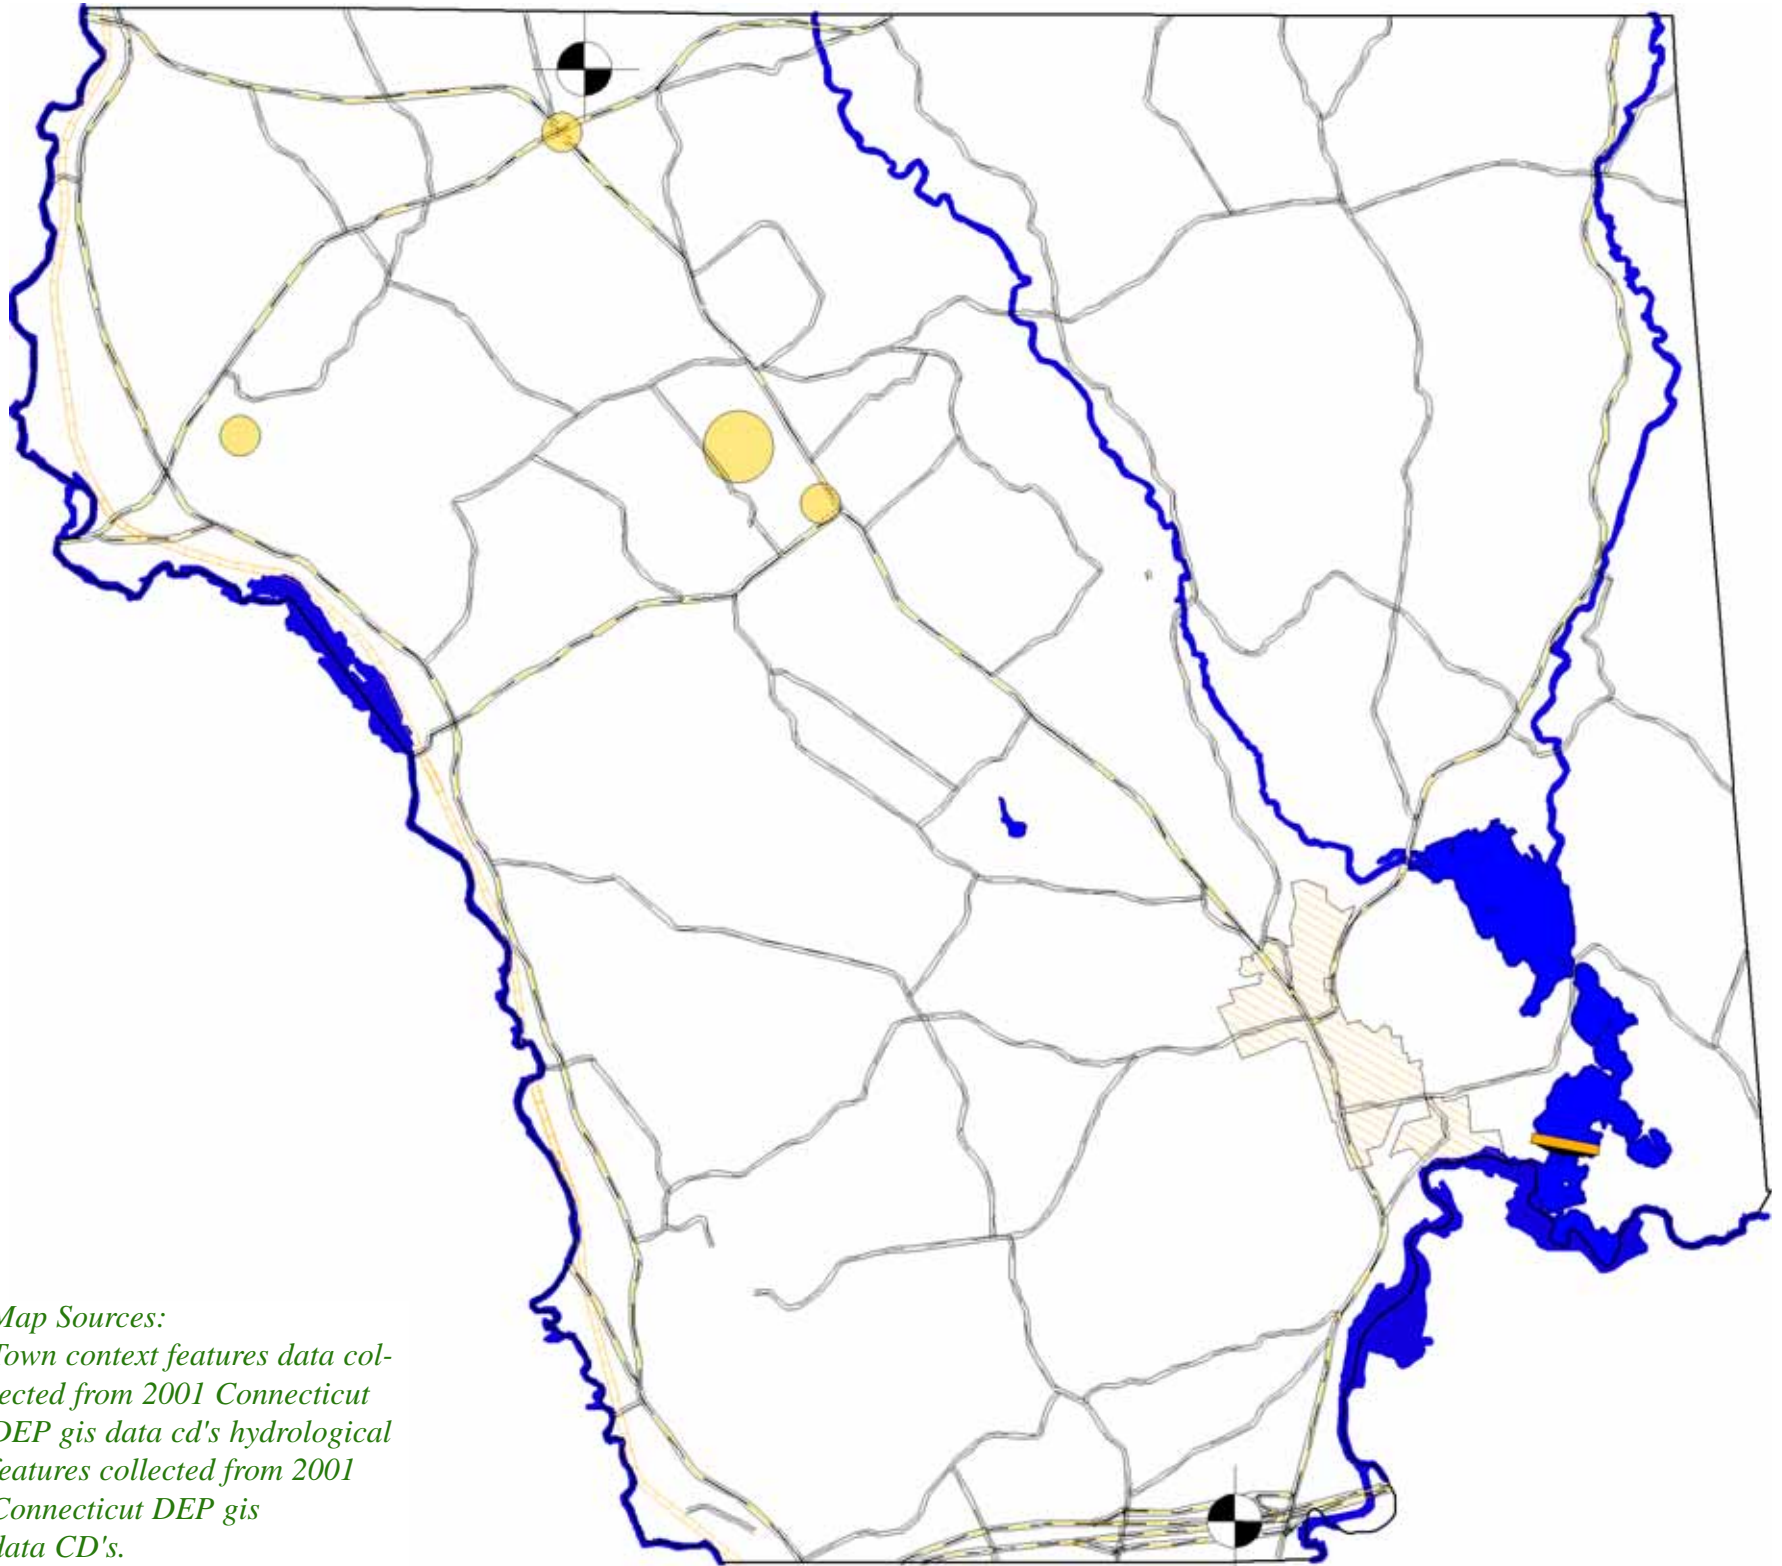 Map Sources:
Town context features data col-
ected from 2001 Connecticut
DEP gis data cd's hydrological
features collected from 2001
Connecticut DEP gis
data CD's.